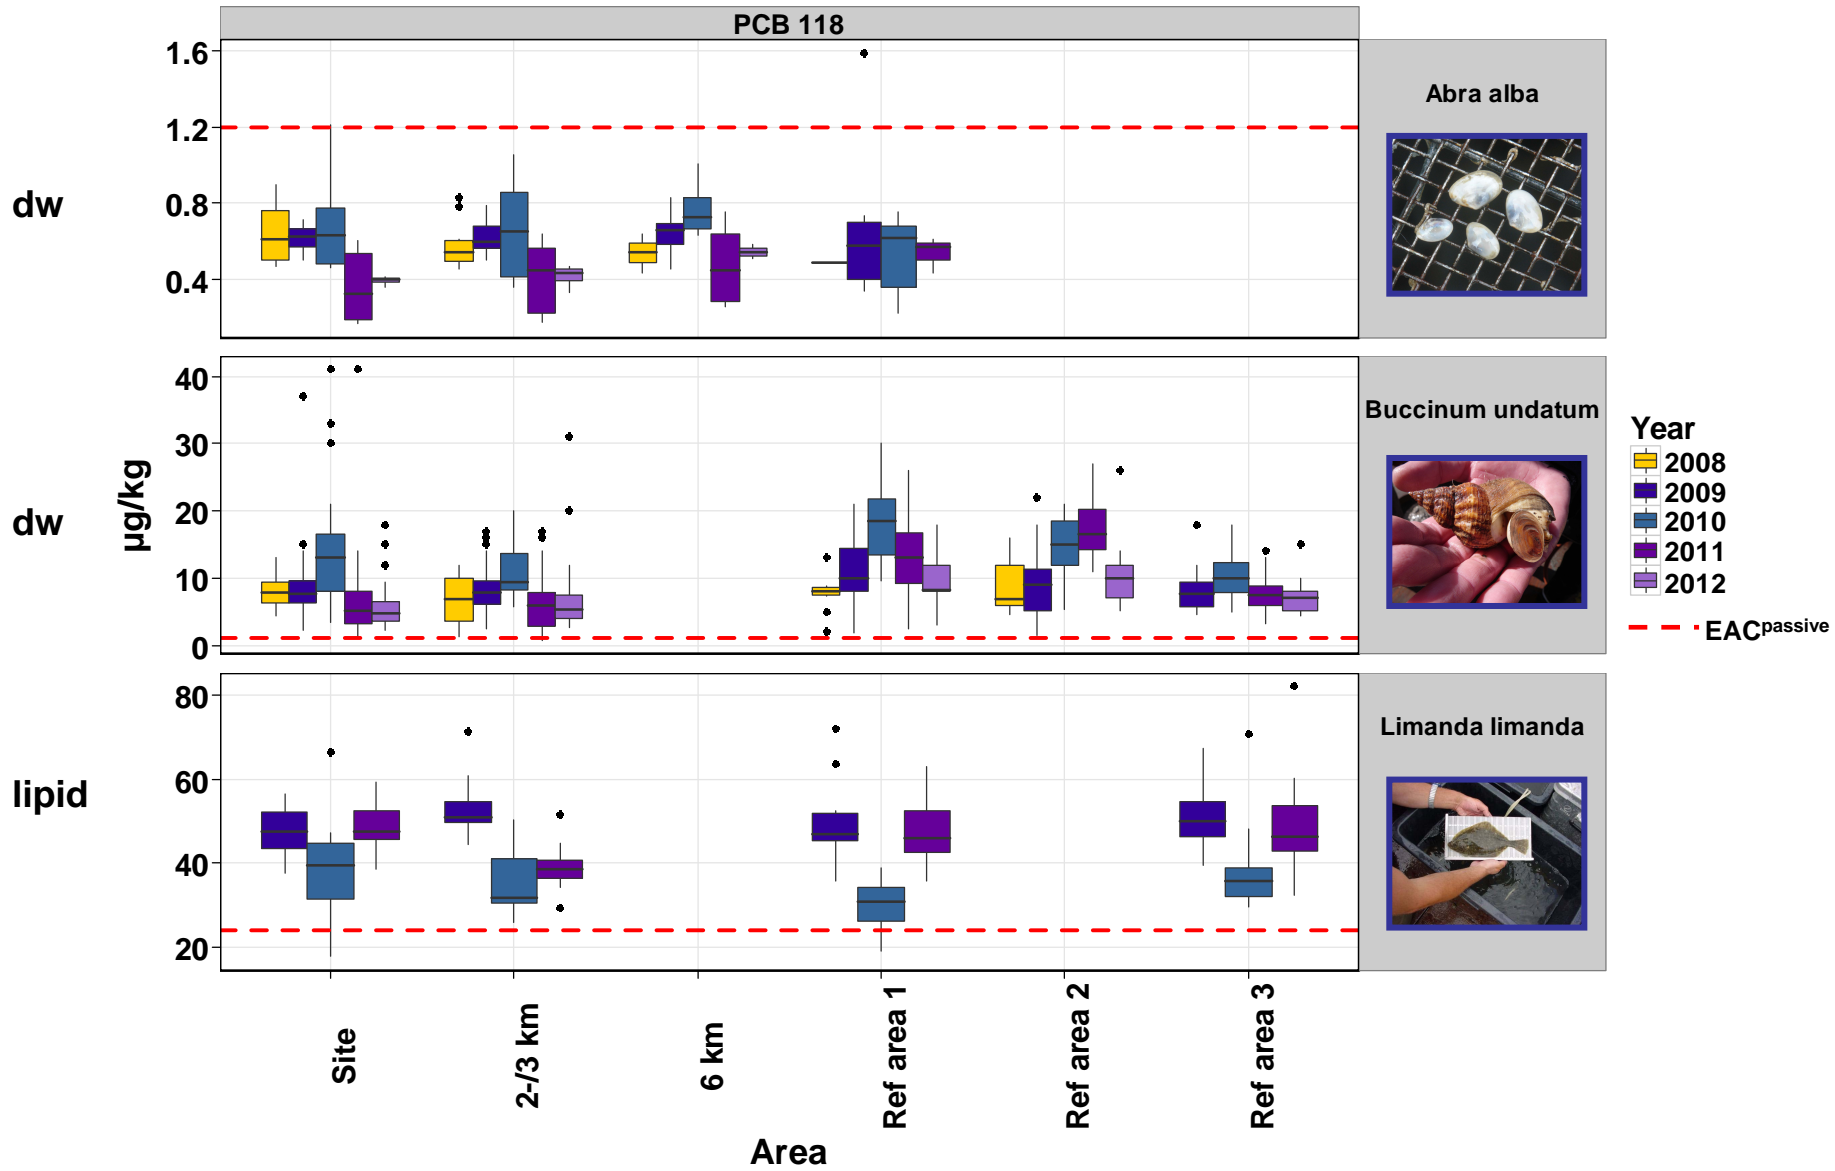 PCB 118
1.6
1.2
0.8
0.4
dw
Abra alba
40
30
20
10
0
dw
µg/kg
Buccinum undatum
80
60
40
20
lipid
Limanda limanda
Year
2008
2009
2010
2011
2012
EACpassive
Site
2-/3 km
6 km
Ref area 1
Ref area 2
Ref area 3
Area